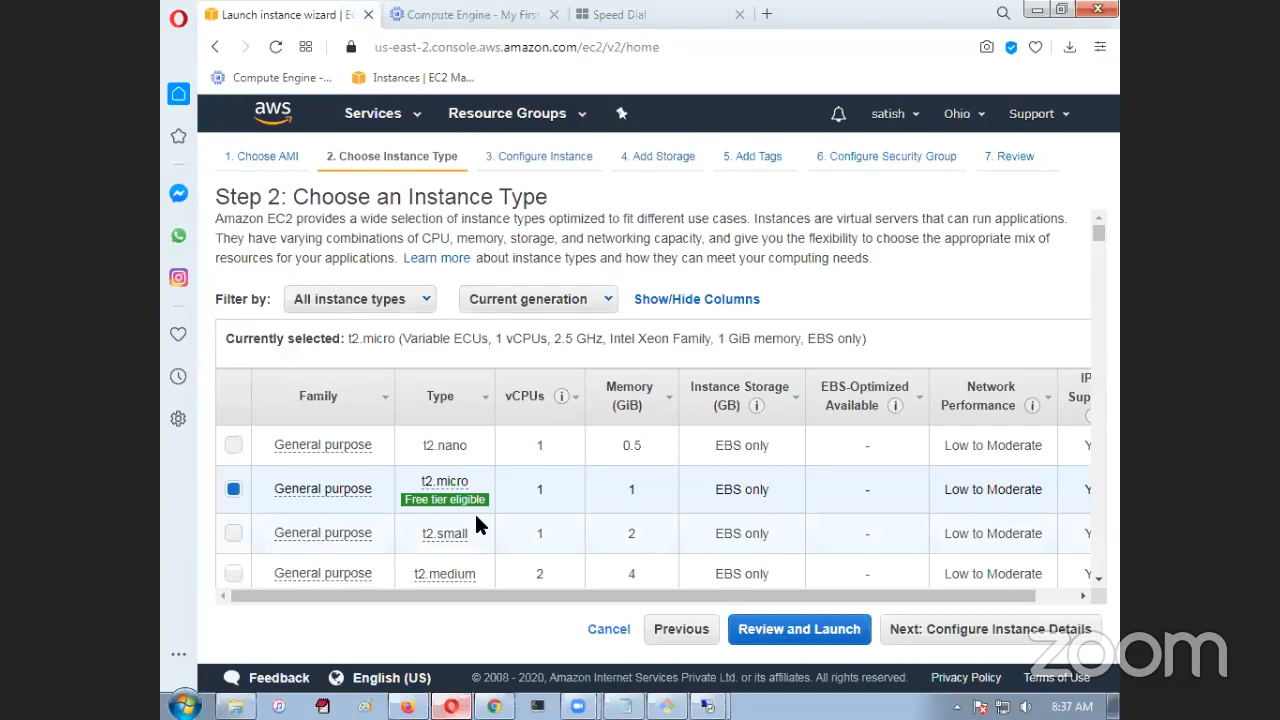 Launch instance wizard | EC
Compute Engine - My First
Speed Dial
us-east-2.console.aws.amazon.com/ec2/v2/home
Compute Engine -...
Instances | EC2 Ma...
aws
Services
Resource Groups
satish
Ohio
Support
1. Choose AMI
2. Choose Instance Type
3. Configure Instance
4. Add Storage
5. Add Tags
6. Configure Security Group
7. Review
Step 2: Choose an Instance Type
Amazon EC2 provides a wide selection of instance types optimized to fit different use cases. Instances are virtual servers that can run applications.
They have varying combinations of CPU, memory, storage, and networking capacity, and give you the flexibility to choose the appropriate mix of
resources for your applications. Learn more about instance types and how they can meet your computing needs.
Filter by:
All instance types
Current generation
Show/Hide Columns
Currently selected: t2.micro (Variable ECUs, 1 vCPUs, 2.5 GHz, Intel Xeon Family, 1 GiB memory, EBS only)
Family
Type
vCPUs
Memory
(GiB)
Instance Storage
(GB)
EBS-Optimized
Available
Network
Performance
IP
Sup
General purpose t2.nano 1 0.5 EBS only - Low to Moderate Y
General purpose t2.micro 1 1 EBS only - Low to Moderate Y
Free tier eligible
General purpose t2.small 1 2 EBS only - Low to Moderate Y
General purpose t2.medium 2 4 EBS only - Low to Moderate Y
Cancel
Previous
Review and Launch
Next: Configure Instance Details
zoom
Feedback
English (US)
© 2008 - 2020, Amazon Internet Services Private Ltd. or its affiliates. All rights reserved.
Privacy Policy
Terms of Use
8:37 AM